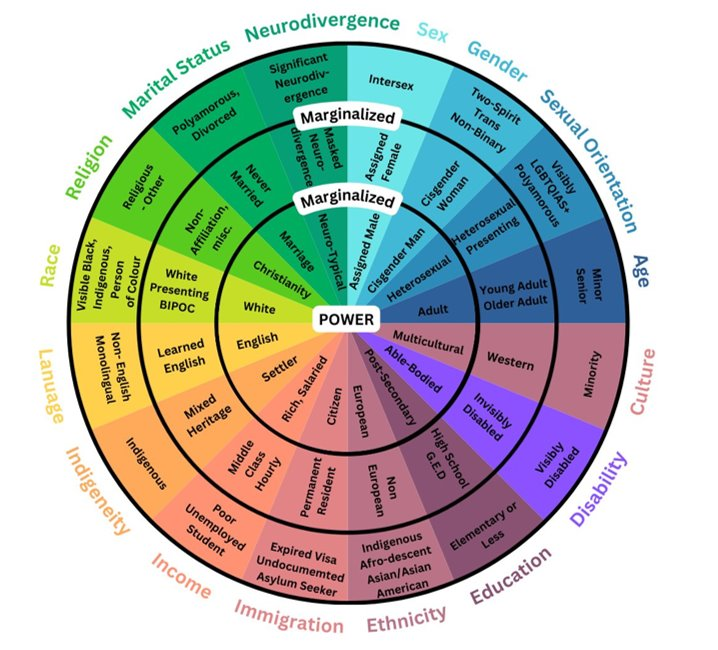 Neurodivergence
Significant
Neurodiv-
ergence
Marginalized
Masked
Neuro-
divergence
Marginalized
Neuro-Typical
Sex
Intersex
Assigned
Female
Assigned Male
Gender
Two-Spirit
Trans
Non-Binary
Cisgender
Woman
Cisgender Man
Sexual Orientation
Visibly
LGBTQIAS+
Polyamorous
Heterosexual
Presenting
Heterosexual
Age
Minor
Senior
Young Adult
Older Adult
Adult
Culture
Minority
Western
Multicultural
Disability
Visibly
Disabled
Invisibly
Disabled
Able-Bodied
Education
Elementary or
Less
High School
G.E.D
Post-Secondary
Ethnicity
Indigenous
Afro-descent
Asian/Asian
American
Non
European
European
Immigration
Expired Visa
Undocumemted
Asylum Seeker
Permanent
Resident
Citizen
Income
Poor
Unemployed
Student
Middle
Class
Hourly
Rich, Salaried
Indigeneity
Indigenous
Mixed
Heritage
Settler
Lanuage
Non- English
Monolingual
Learned
English
English
Race
Visible Black,
Indigenous,
Person
of Colour
White
Presenting
BIPOC
White
Religion
Religious
- Other
Non-
Affiliation,
misc.
Christianity
Marital Status
Polyamorous,
Divorced
Never
Married
Marriage
POWER